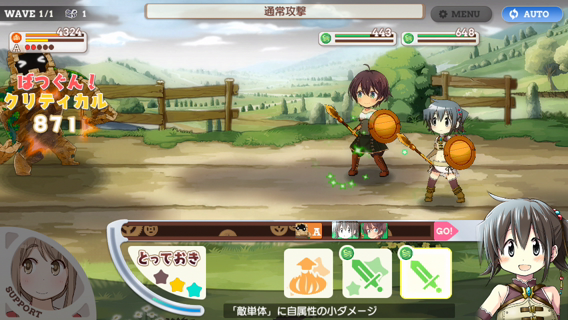 WAVE 1/1
1
通常攻撃
MENU
AUTO
4324
A
443
648
ばつぐん!
クリティカル
871
A
GO!
とっておき
SUPPORT
「敵単体」に自属性の小ダメージ